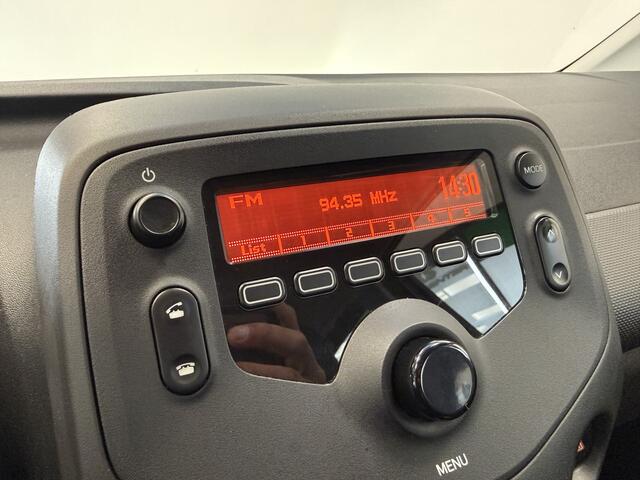 MODE
FM 94.35 MHz 14:30
List 1 2 3 4 5
MENU